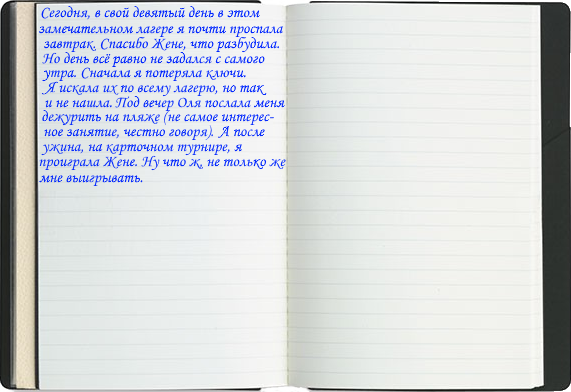 Сегодня, в свой девятый день в этом
замечательном лагере я почти проспала
завтрак. Спасибо Жене, что разбудила.
Но день всё равно не задался с самого
утра. Сначала я потеряла ключи.
Я искала их по всему лагерю, но так
и не нашла. Под вечер Оля послала меня
дежурить на пляже (не самое интерес-
ное занятие, честно говоря). А после
ужина, на карточном турнире, я
проиграла Жене. Ну что ж, не только же
мне выигрывать.